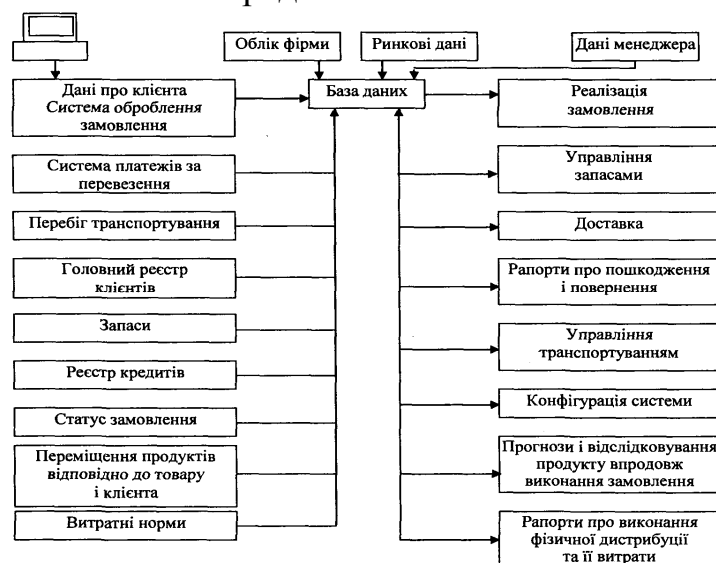 Облік фірми
Ринкові дані
Дані менеджера
Дані про клієнта
Система оброблення
замовлення
База даних
Реалізація
замовлення
Система платежів за
перевезення
Управління
запасами
Перебіг транспортування
Доставка
Головний реєстр
клієнтів
Рапорти про пошкодження
і повернення
Запаси
Управління
транспортуванням
Реєстр кредитів
Конфігурація системи
Статус замовлення
Переміщення продуктів
відповідно до товару
і клієнта
Прогнози і відслідковування
продукту впродовж
виконання замовлення
Витратні норми
Рапорти про виконання
фізичної дистрибуції
та її витрати